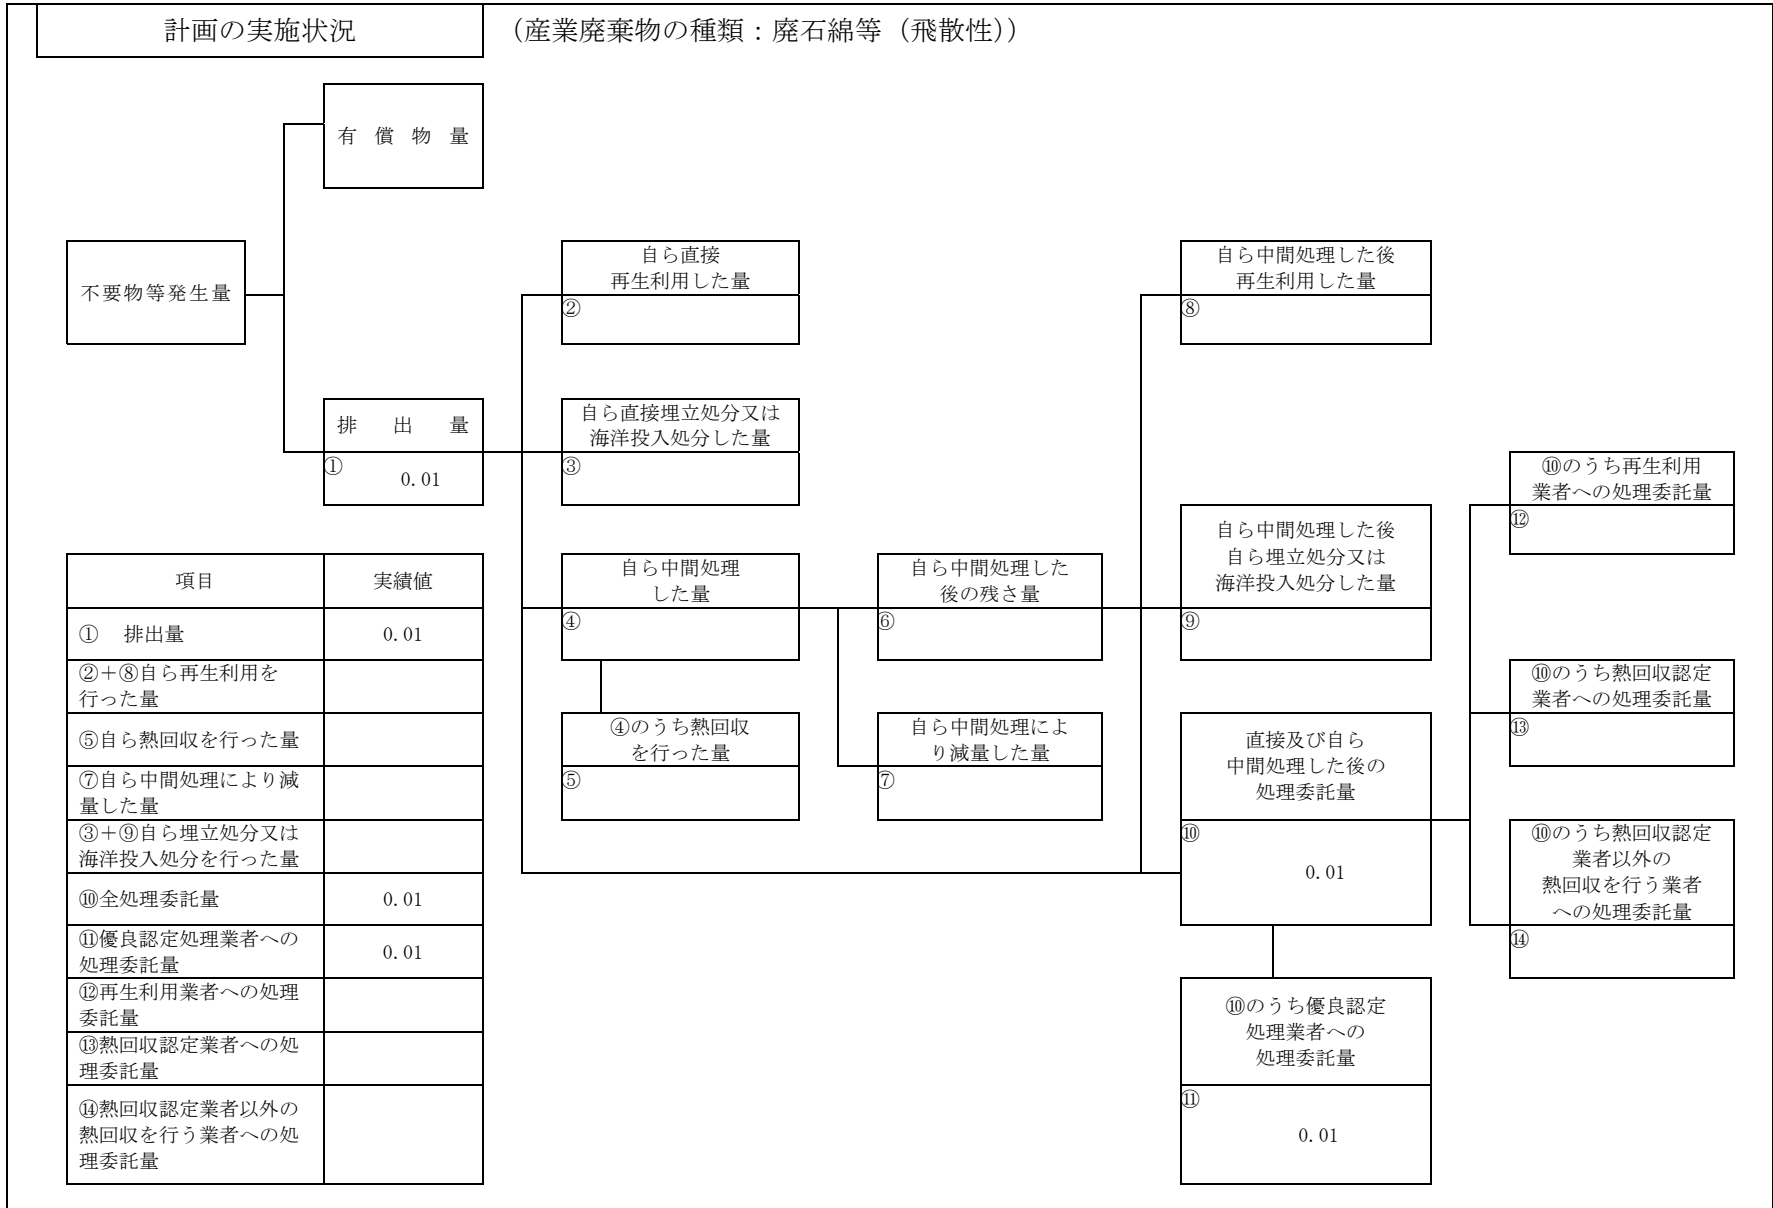 計画の実施状況
（産業廃棄物の種類：廃石綿等（飛散性））
有償物量
不要物等発生量
自ら直接
再生利用した量
②
自ら中間処理した後
再生利用した量
⑧
排出量
①
0.01
自ら直接埋立処分又は
海洋投入処分した量
③
⑩のうち再生利用
業者への処理委託量
⑫
自ら中間処理
した量
④
自ら中間処理した
後の残さ量
⑥
自ら中間処理した後
自ら埋立処分又は
海洋投入処分した量
⑨
⑩のうち熱回収認定
業者への処理委託量
⑬
④のうち熱回収
を行った量
⑤
自ら中間処理によ
り減量した量
⑦
直接及び自ら
中間処理した後の
処理委託量
⑩
0.01
⑩のうち熱回収認定
業者以外の
熱回収を行う業者
への処理委託量
⑭
⑩のうち優良認定
処理業者への
処理委託量
⑪
0.01
項目 実績値
① 排出量 0.01
②＋⑧自ら再生利用を
行った量
⑤自ら熱回収を行った量
⑦自ら中間処理により減
量した量
③＋⑨自ら埋立処分又は
海洋投入処分を行った量
⑩全処理委託量 0.01
⑪優良認定処理業者への
処理委託量 0.01
⑫再生利用業者への処理
委託量
⑬熱回収認定業者への処
理委託量
⑭熱回収認定業者以外の
熱回収を行う業者への処
理委託量